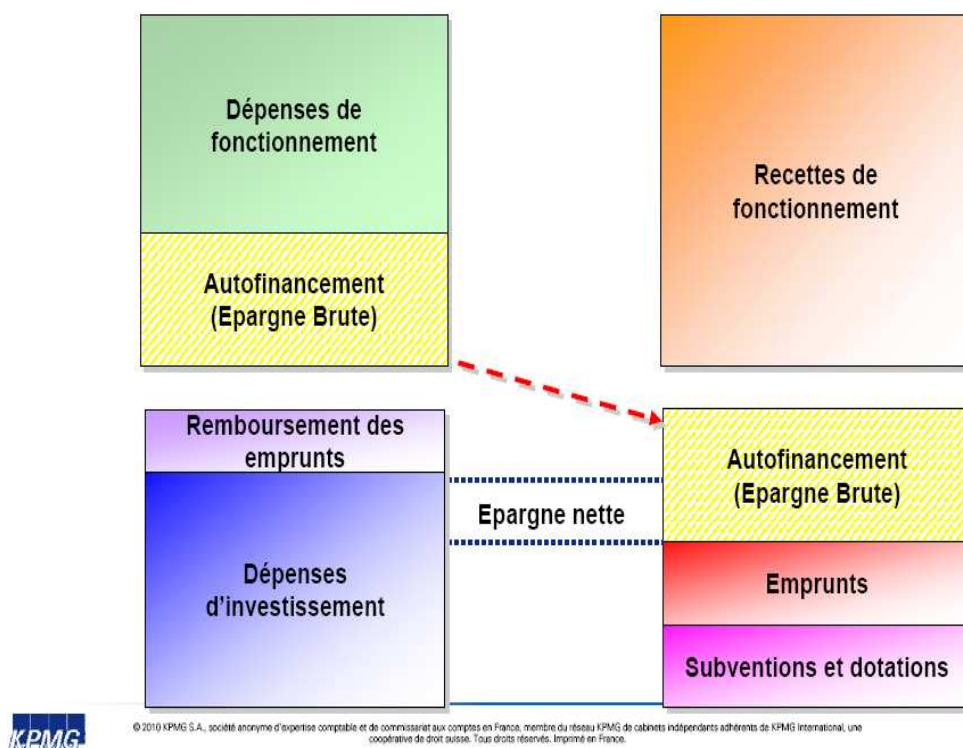 Dépenses de
fonctionnement
Recettes de
fonctionnement
Autofinancement
(Epargne Brute)
Remboursement des
emprunts
Autofinancement
(Epargne Brute)
Epargne nette
Dépenses
d'investissement
Emprunts
Subventions et dotations
KPMG
© 2010 KPMG S.A., société anonyme d'expertise comptable et de commissariat aux comptes en France, membre du réseau KPMG de cabinets indépendants adhérents de KPMG International, une
coopérative de droit suisse. Tous droits réservés. Imprimé en France.